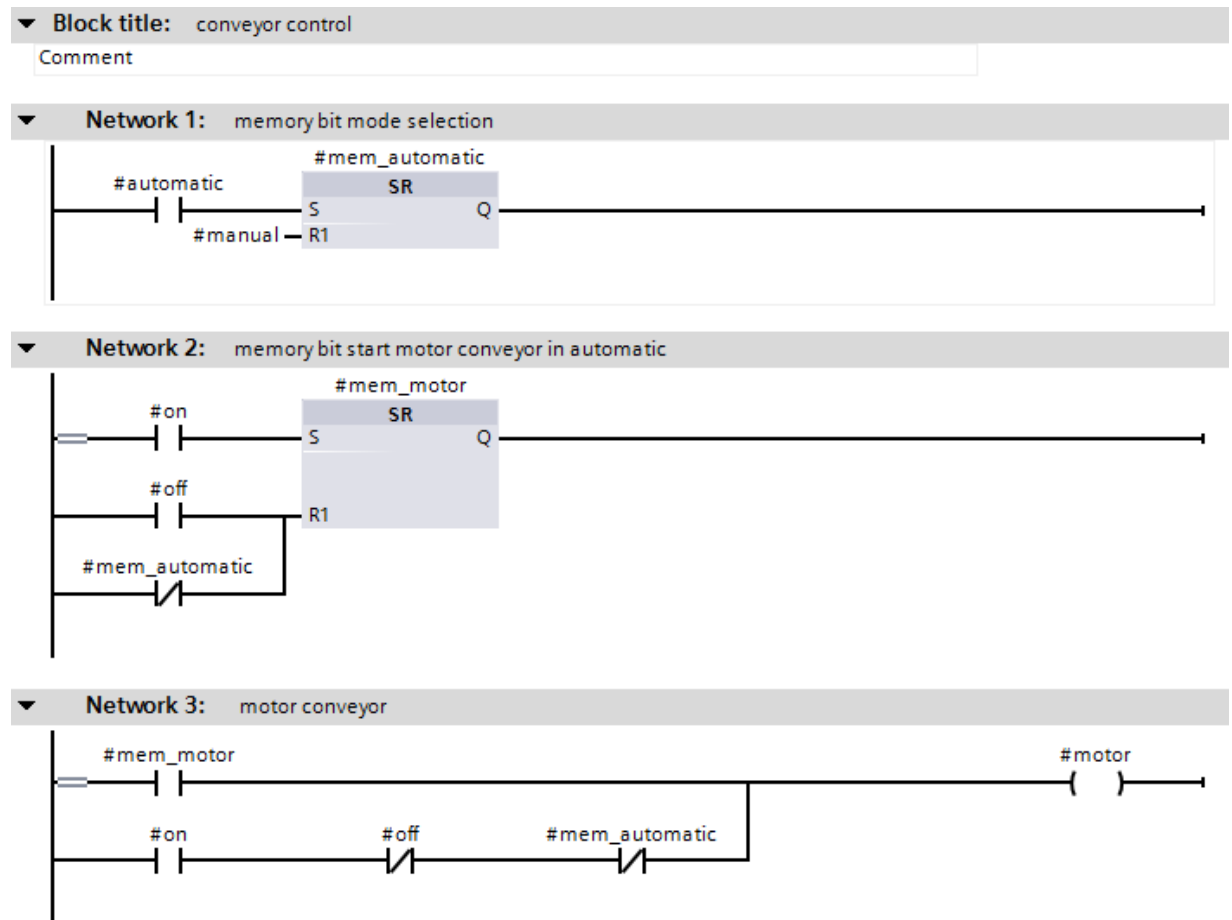 Block title: conveyor control
Comment
Network 1: memory bit mode selection
#mem_automatic
#automatic
SR
S Q
#manual R1
Network 2: memory bit start motor conveyor in automatic
#mem_motor
#on
SR
S Q
#off
R1
#mem_automatic
Network 3: motor conveyor
#mem_motor #motor
#on #off #mem_automatic